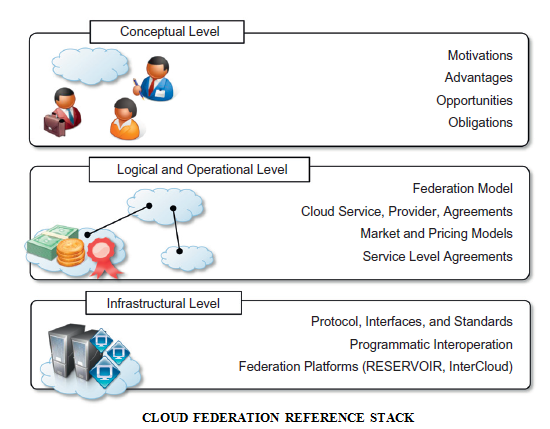 Conceptual Level
Motivations
Advantages
Opportunities
Obligations
Logical and Operational Level
Federation Model
Cloud Service, Provider, Agreements
Market and Pricing Models
Service Level Agreements
Infrastructural Level
Protocol, Interfaces, and Standards
Programmatic Interoperation
Federation Platforms (RESERVOIR, InterCloud)
CLOUD FEDERATION REFERENCE STACK